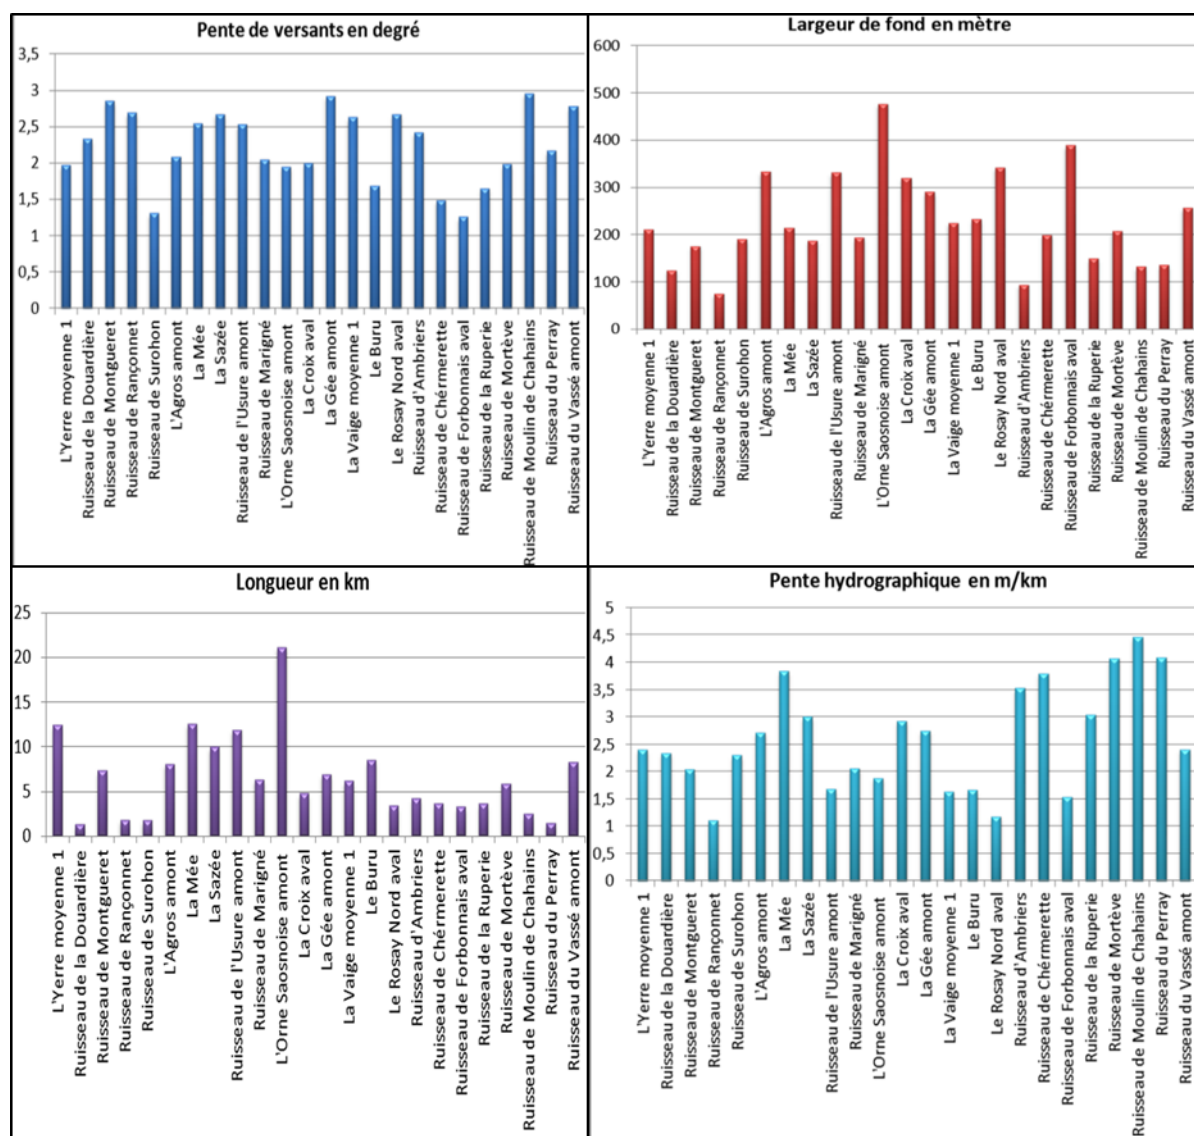 Pente de versants en degré
3,5
3
2,5
2
1,5
1
0,5
0
L'Yerre moyenne 1
Ruisseau de la Douardière
Ruisseau de Montgueret
Ruisseau de Rançonnet
Ruisseau de Surohon
L'Agros amont
La Mée
La Sazée
Ruisseau de l'Usure amont
Ruisseau de Marigné
L'Orne Saosnoise amont
La Croix aval
La Gée amont
La Vaige moyenne 1
Le Buru
Le Rosay Nord aval
Ruisseau d'Ambriers
Ruisseau de Chérmerette
Ruisseau de Forbonnais aval
Ruisseau de la Ruperie
Ruisseau de Mortève
Ruisseau de Moulin de Chahains
Ruisseau du Perray
Ruisseau du Vassé amont
Largeur de fond en mètre
600
500
400
300
200
100
0
L'Yerre moyenne 1
Ruisseau de la Douardière
Ruisseau de Montgueret
Ruisseau de Rançonnet
Ruisseau de Surohon
L'Agros amont
La Mée
La Sazée
Ruisseau de l'Usure amont
Ruisseau de Marigné
L'Orne Saosnoise amont
La Croix aval
La Gée amont
La Vaige moyenne 1
Le Buru
Le Rosay Nord aval
Ruisseau d'Ambriers
Ruisseau de Chérmerette
Ruisseau de Forbonnais aval
Ruisseau de la Ruperie
Ruisseau de Mortève
Ruisseau de Moulin de Chahains
Ruisseau du Perray
Ruisseau du Vassé amont
Longueur en km
25
20
15
10
5
0
L'Yerre moyenne 1
Ruisseau de la Douardière
Ruisseau de Montgueret
Ruisseau de Rançonnet
Ruisseau de Surohon
L'Agros amont
La Mée
La Sazée
Ruisseau de l'Usure amont
Ruisseau de Marigné
L'Orne Saosnoise amont
La Croix aval
La Gée amont
La Vaige moyenne 1
Le Buru
Le Rosay Nord aval
Ruisseau d'Ambriers
Ruisseau de Chérmerette
Ruisseau de Forbonnais aval
Ruisseau de la Ruperie
Ruisseau de Mortève
Ruisseau de Moulin de Chahains
Ruisseau du Perray
Ruisseau du Vassé amont
Pente hydrographique en m/km
5
4,5
4
3,5
3
2,5
2
1,5
1
0,5
0
L'Yerre moyenne 1
Ruisseau de la Douardière
Ruisseau de Montgueret
Ruisseau de Rançonnet
Ruisseau de Surohon
L'Agros amont
La Mée
La Sazée
Ruisseau de l'Usure amont
Ruisseau de Marigné
L'Orne Saosnoise amont
La Croix aval
La Gée amont
La Vaige moyenne 1
Le Buru
Le Rosay Nord aval
Ruisseau d'Ambriers
Ruisseau de Chérmerette
Ruisseau de Forbonnais aval
Ruisseau de la Ruperie
Ruisseau de Mortève
Ruisseau de Moulin de Chahains
Ruisseau du Perray
Ruisseau du Vassé amont